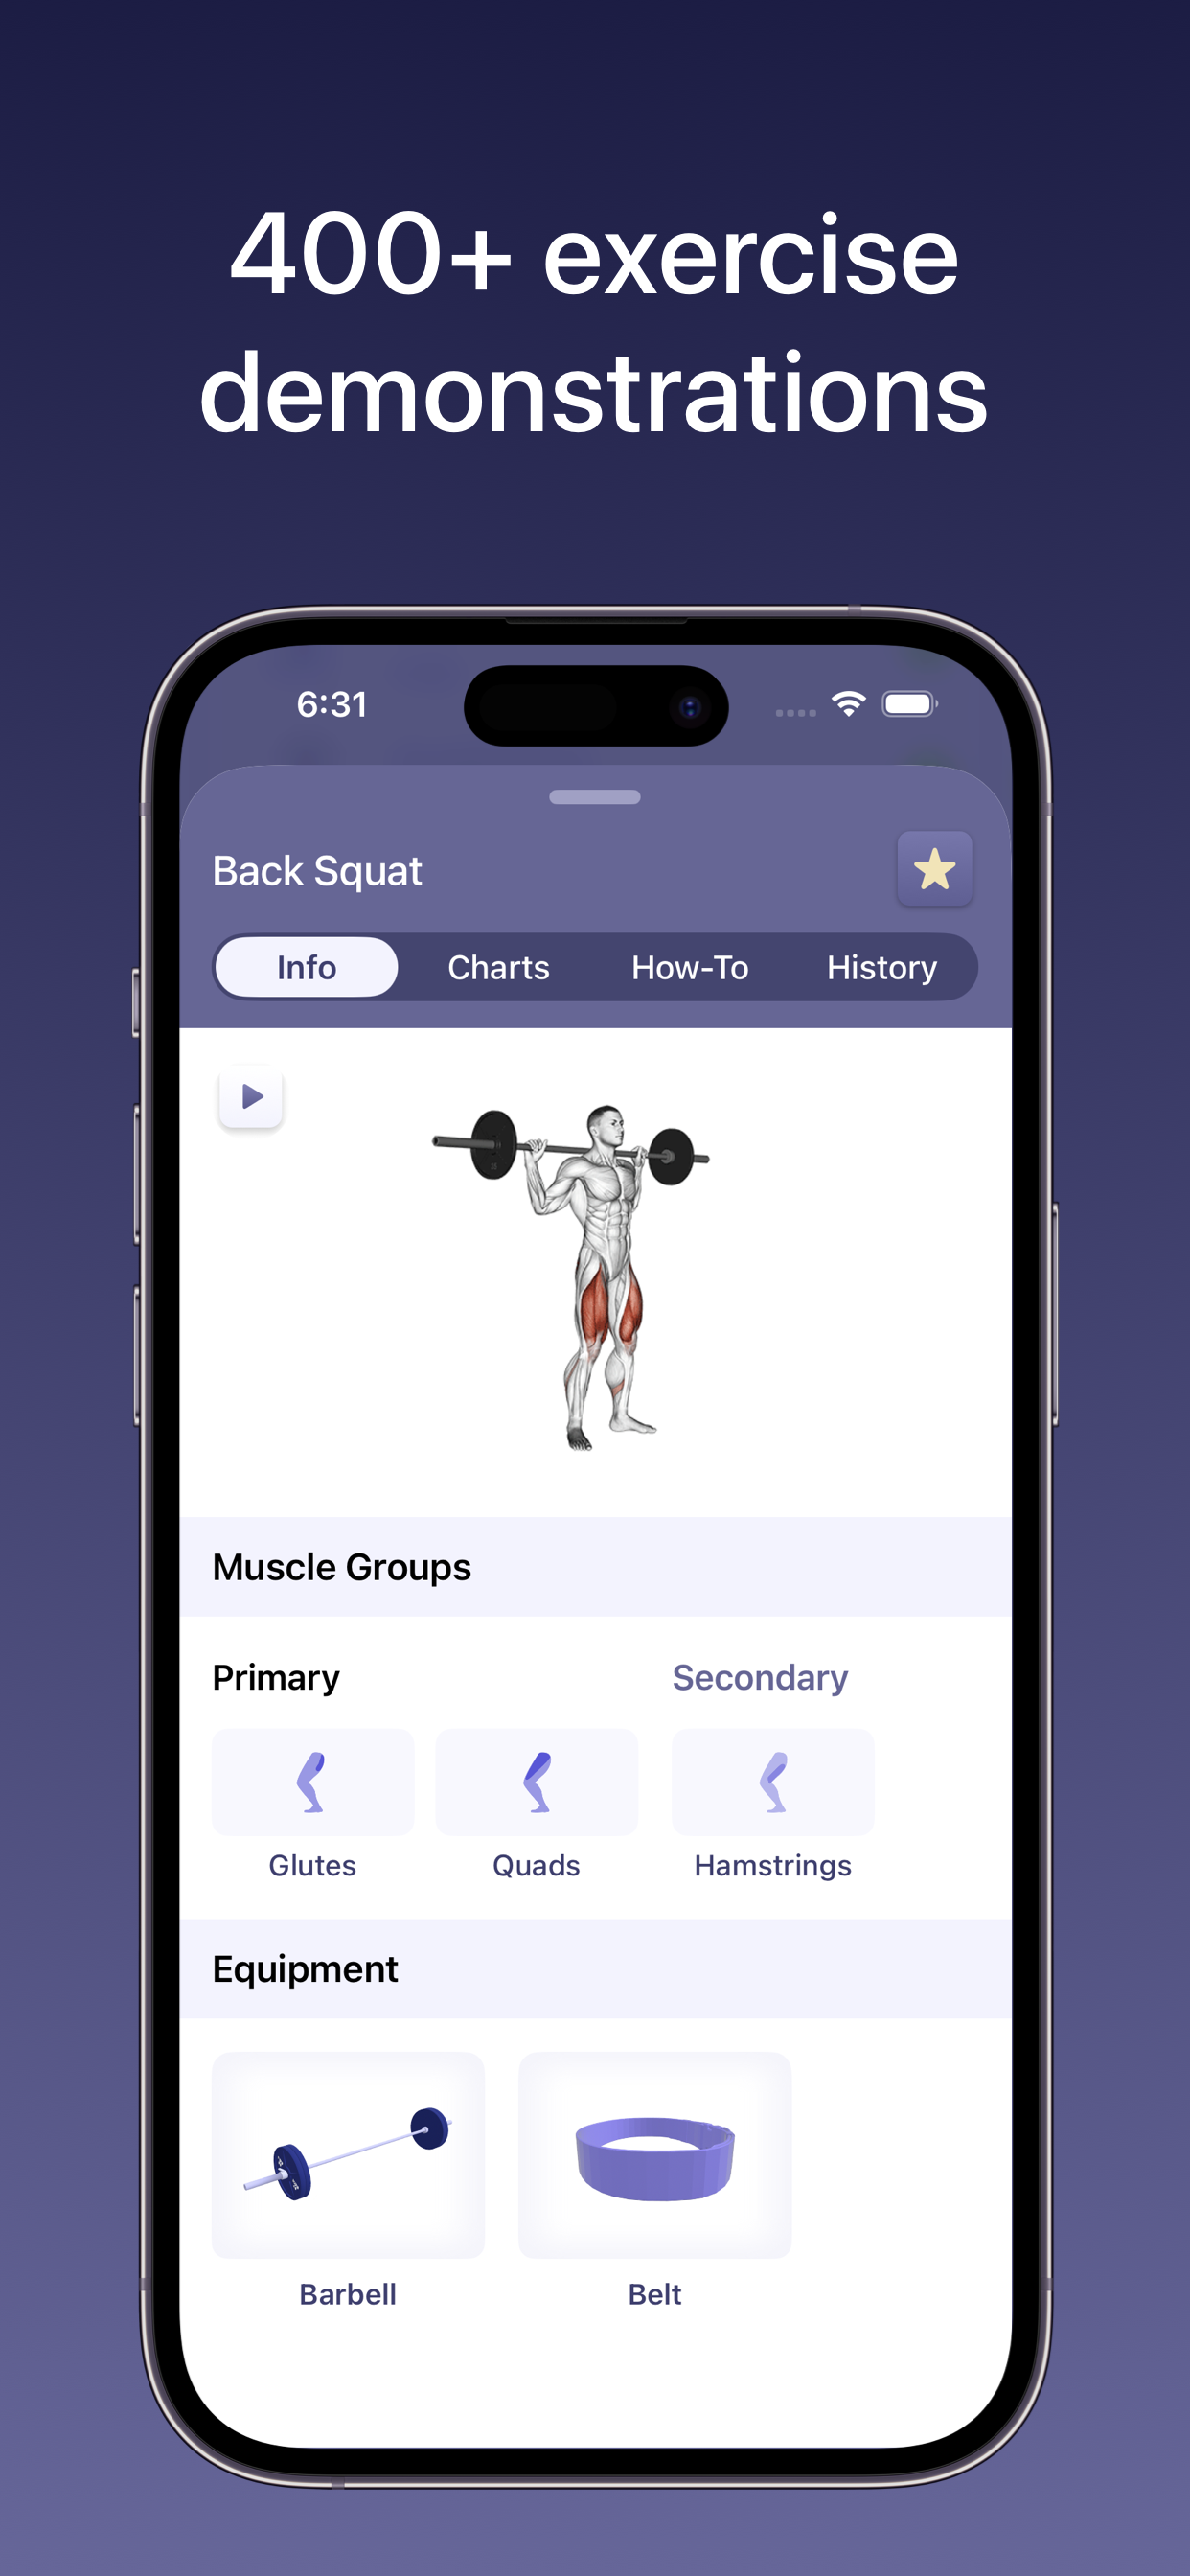 400+ exercise
demonstrations
6:31
Back Squat
Info Charts How-To History
Muscle Groups
Primary Secondary
Glutes Quads Hamstrings
Equipment
Barbell Belt